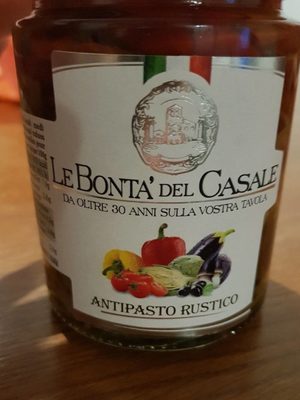 LE BONTA' DEL CASALE
DA OLTRE 30 ANNI SULLA VOSTRA TAVOLA
ANTIPASTO RUSTICO